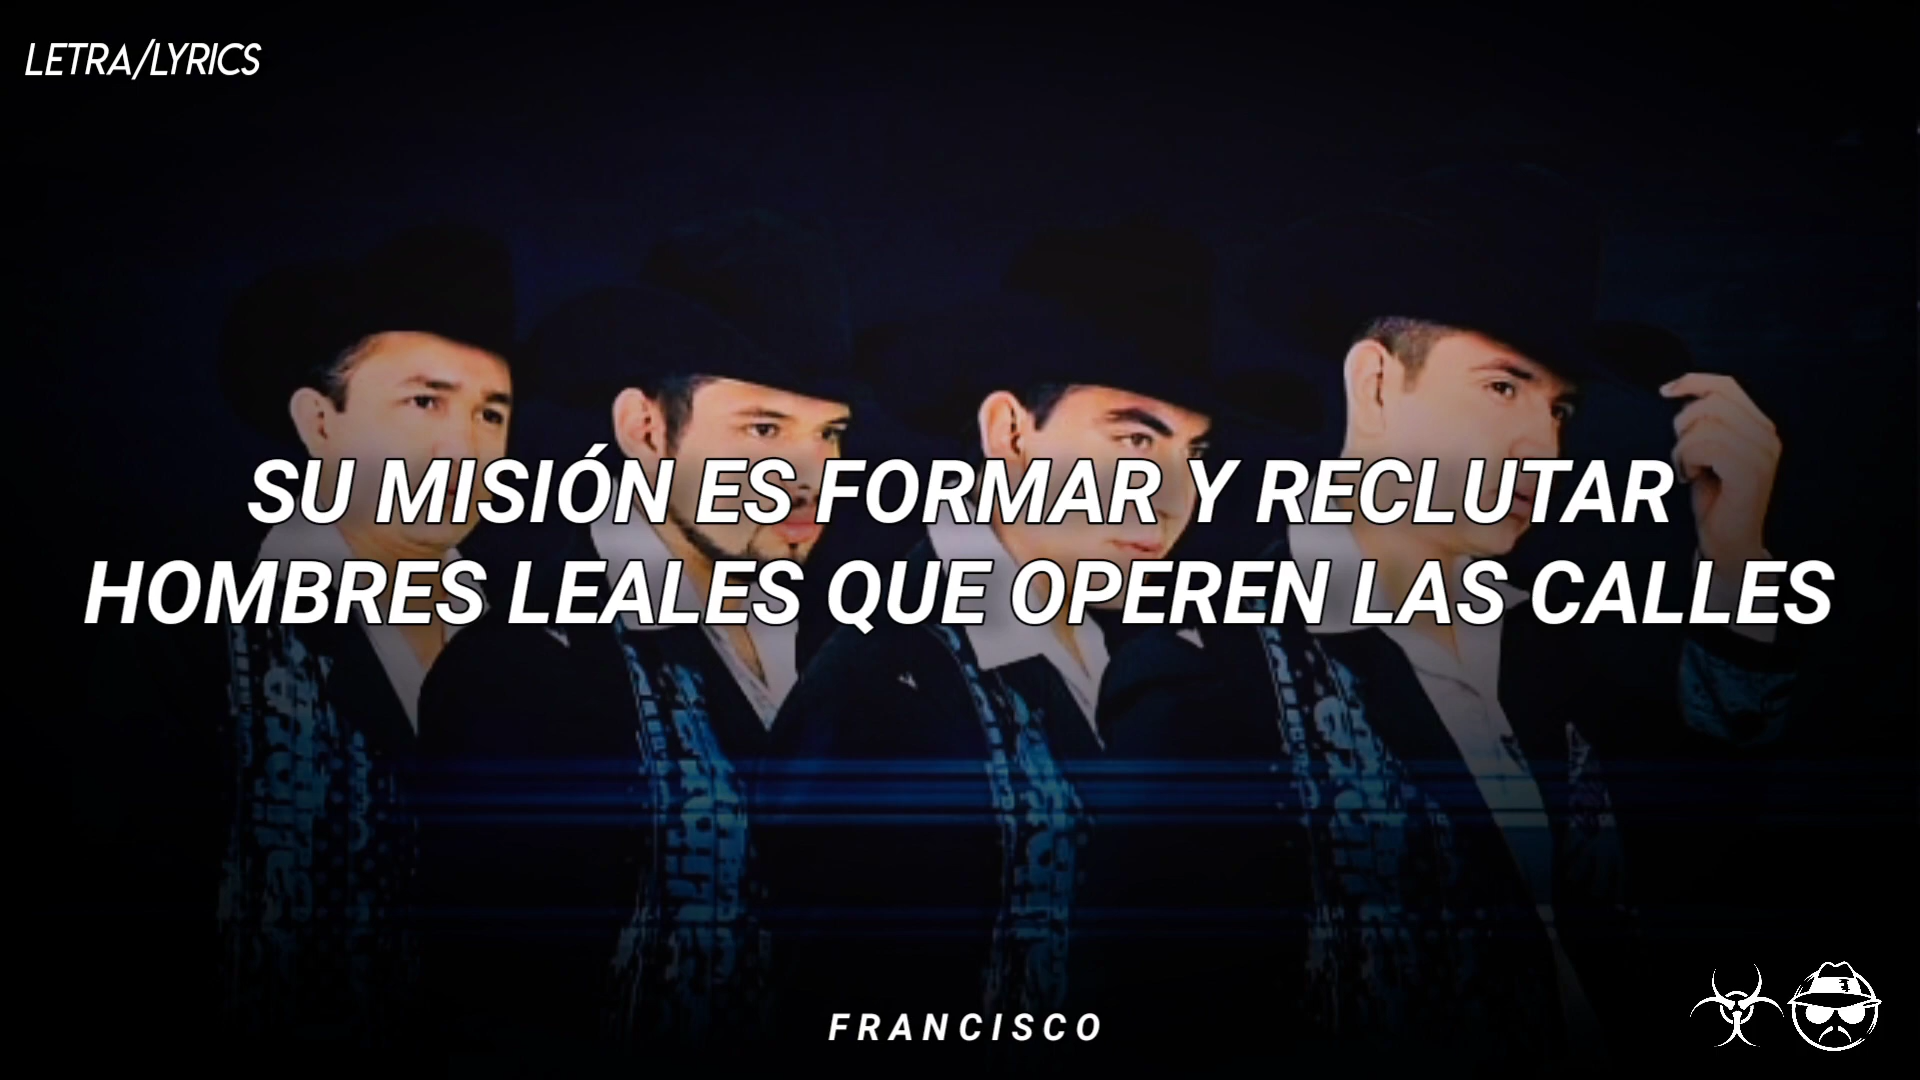 LETRA/LYRICS
SU MISIÓN ES FORMAR Y RECLUTAR
HOMBRES LEALES QUE OPEREN LAS CALLES
FRANCISCO